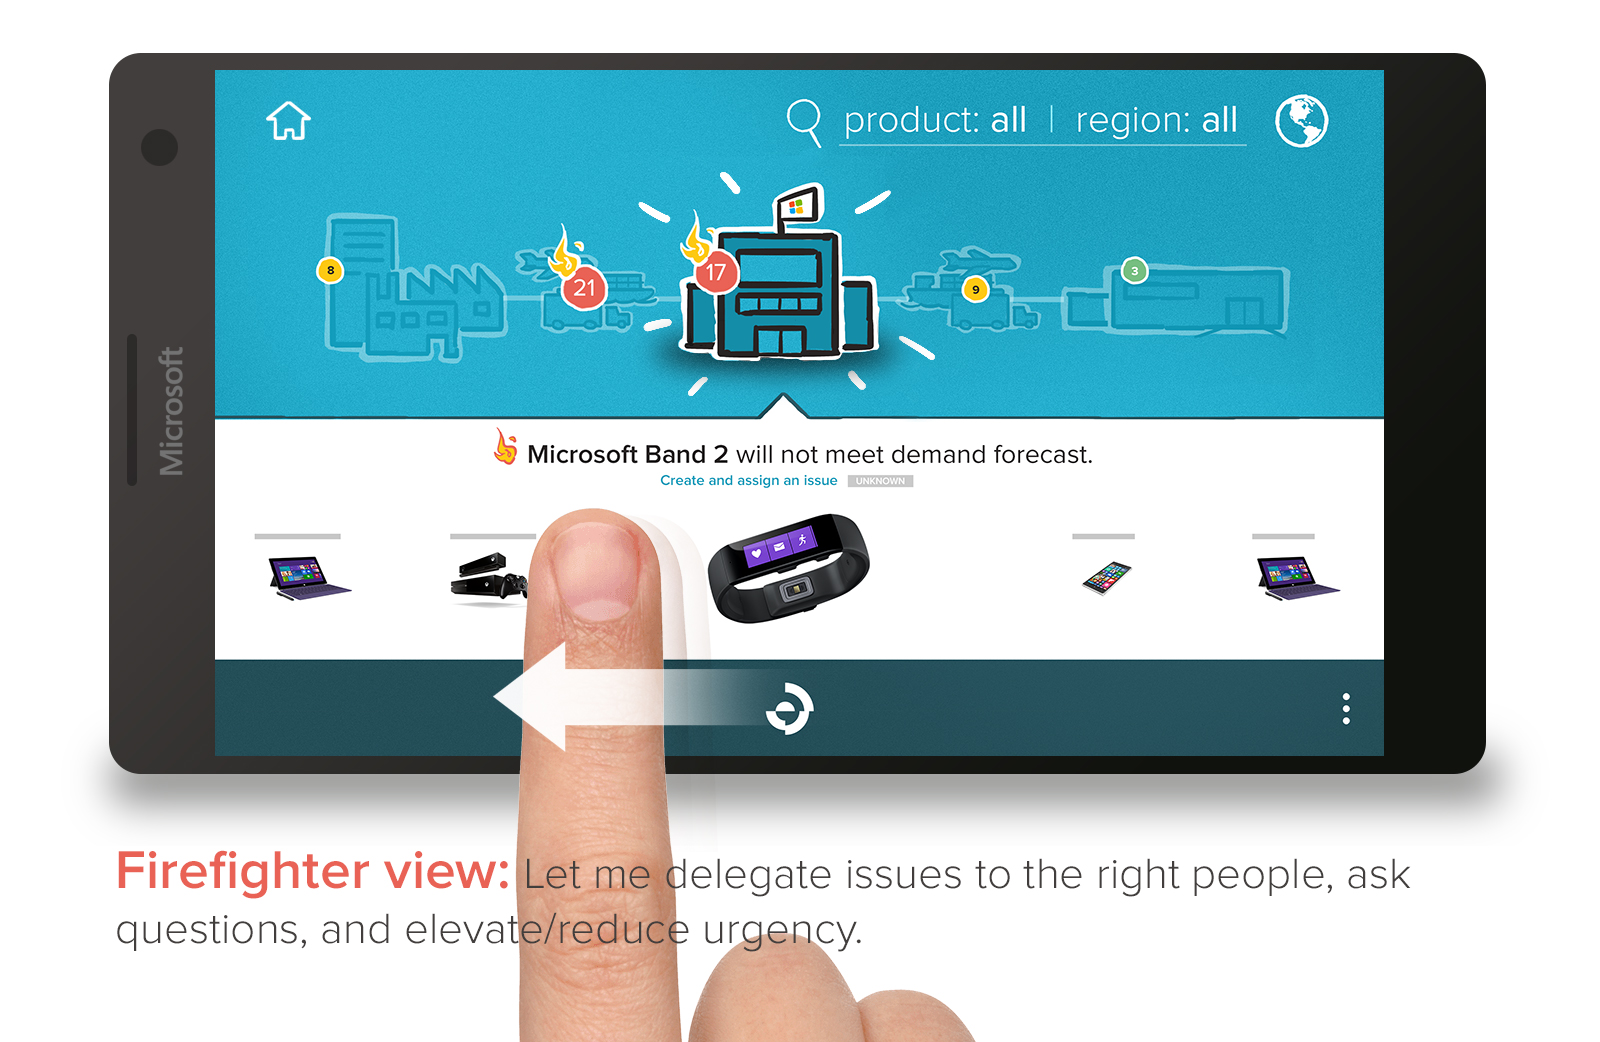 product: all | region: all
8
21
17
9
3
Microsoft
Microsoft Band 2 will not meet demand forecast.
Create and assign an issue UNKNOWN
Firefighter view: Let me delegate issues to the right people, ask
questions, and elevate/reduce urgency.